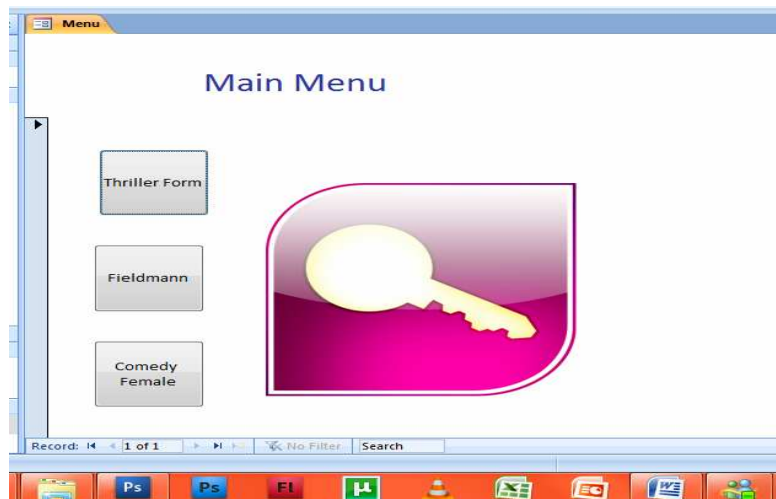 Menu
Main Menu
Thriller Form
Fieldmann
Comedy
Female
Record: 1 of 1 No Filter Search
Ps Ps Fl µ